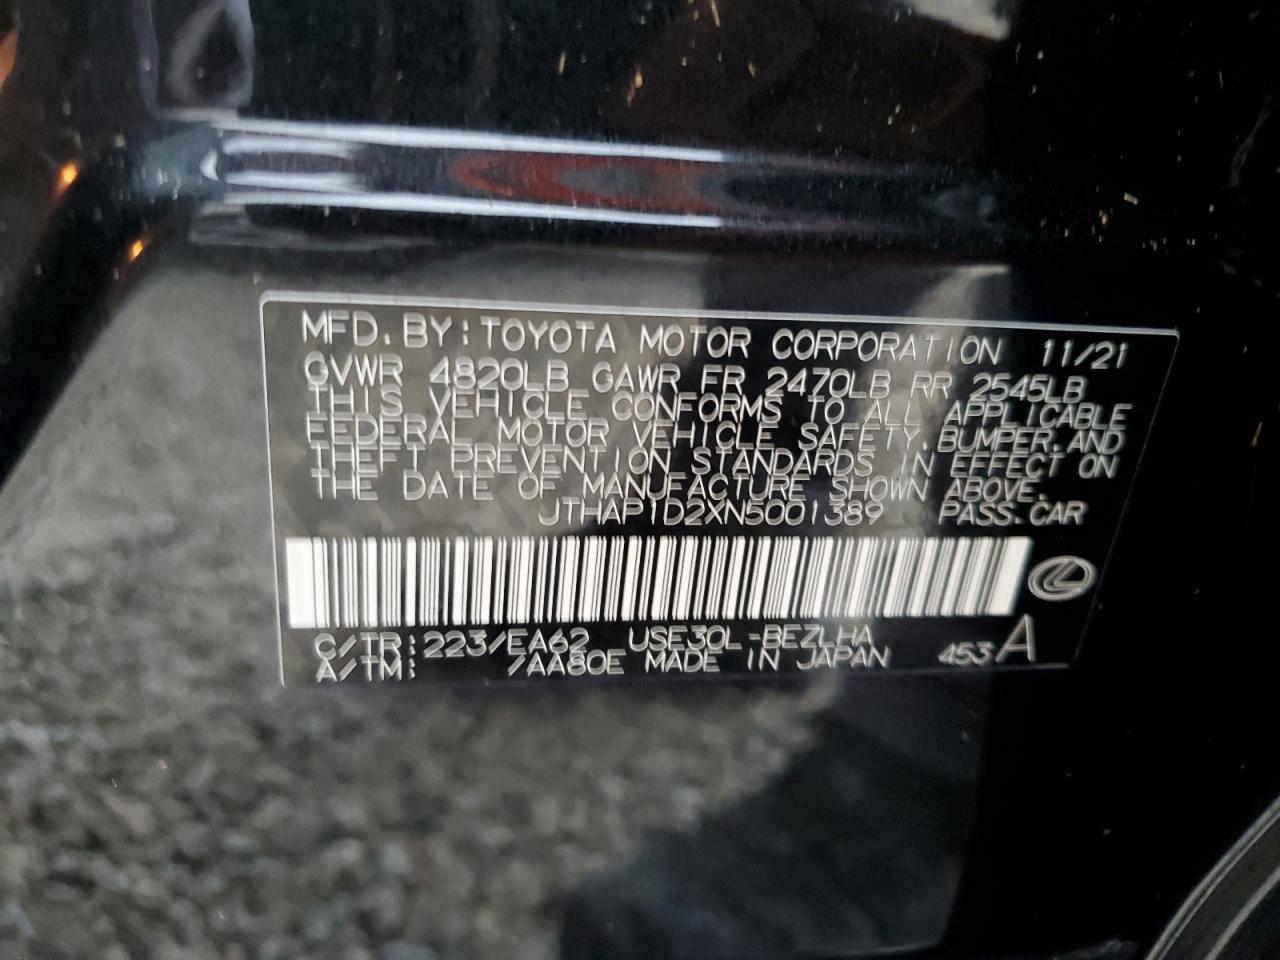 MFD. BY: TOYOTA MOTOR CORPORATION 11/21
GVWR 4820LB GAWR FR 2470LB RR 2545LB
THIS VEHICLE CONFORMS TO ALL APPLICABLE
FEDERAL MOTOR VEHICLE SAFETY, BUMPER, AND
THEFT PREVENTION STANDARDS IN EFFECT ON
THE DATE OF MANUFACTURE SHOWN ABOVE.
JTHAP1D2XN5001389 PASS. CAR
C/TR: 223/EA62 USE30L-BEZLHA
A/TM: /AA80E MADE IN JAPAN 453 A